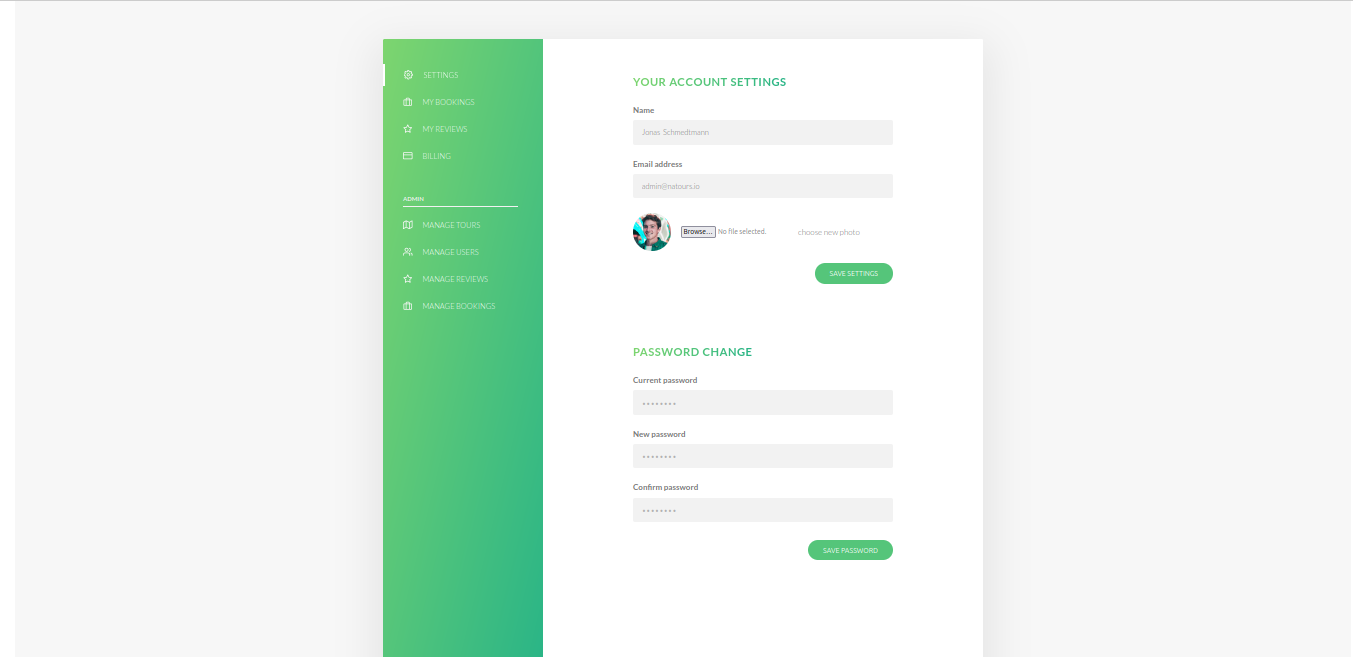 SETTINGS
MY BOOKINGS
MY REVIEWS
BILLING
ADMIN
MANAGE TOURS
MANAGE USERS
MANAGE REVIEWS
MANAGE BOOKINGS
YOUR ACCOUNT SETTINGS
Name
Jonas Schmedtmann
Email address
admin@natours.io
Browse... No file selected. choose new photo
SAVE SETTINGS
PASSWORD CHANGE
Current password
••••••••
New password
••••••••
Confirm password
••••••••
SAVE PASSWORD